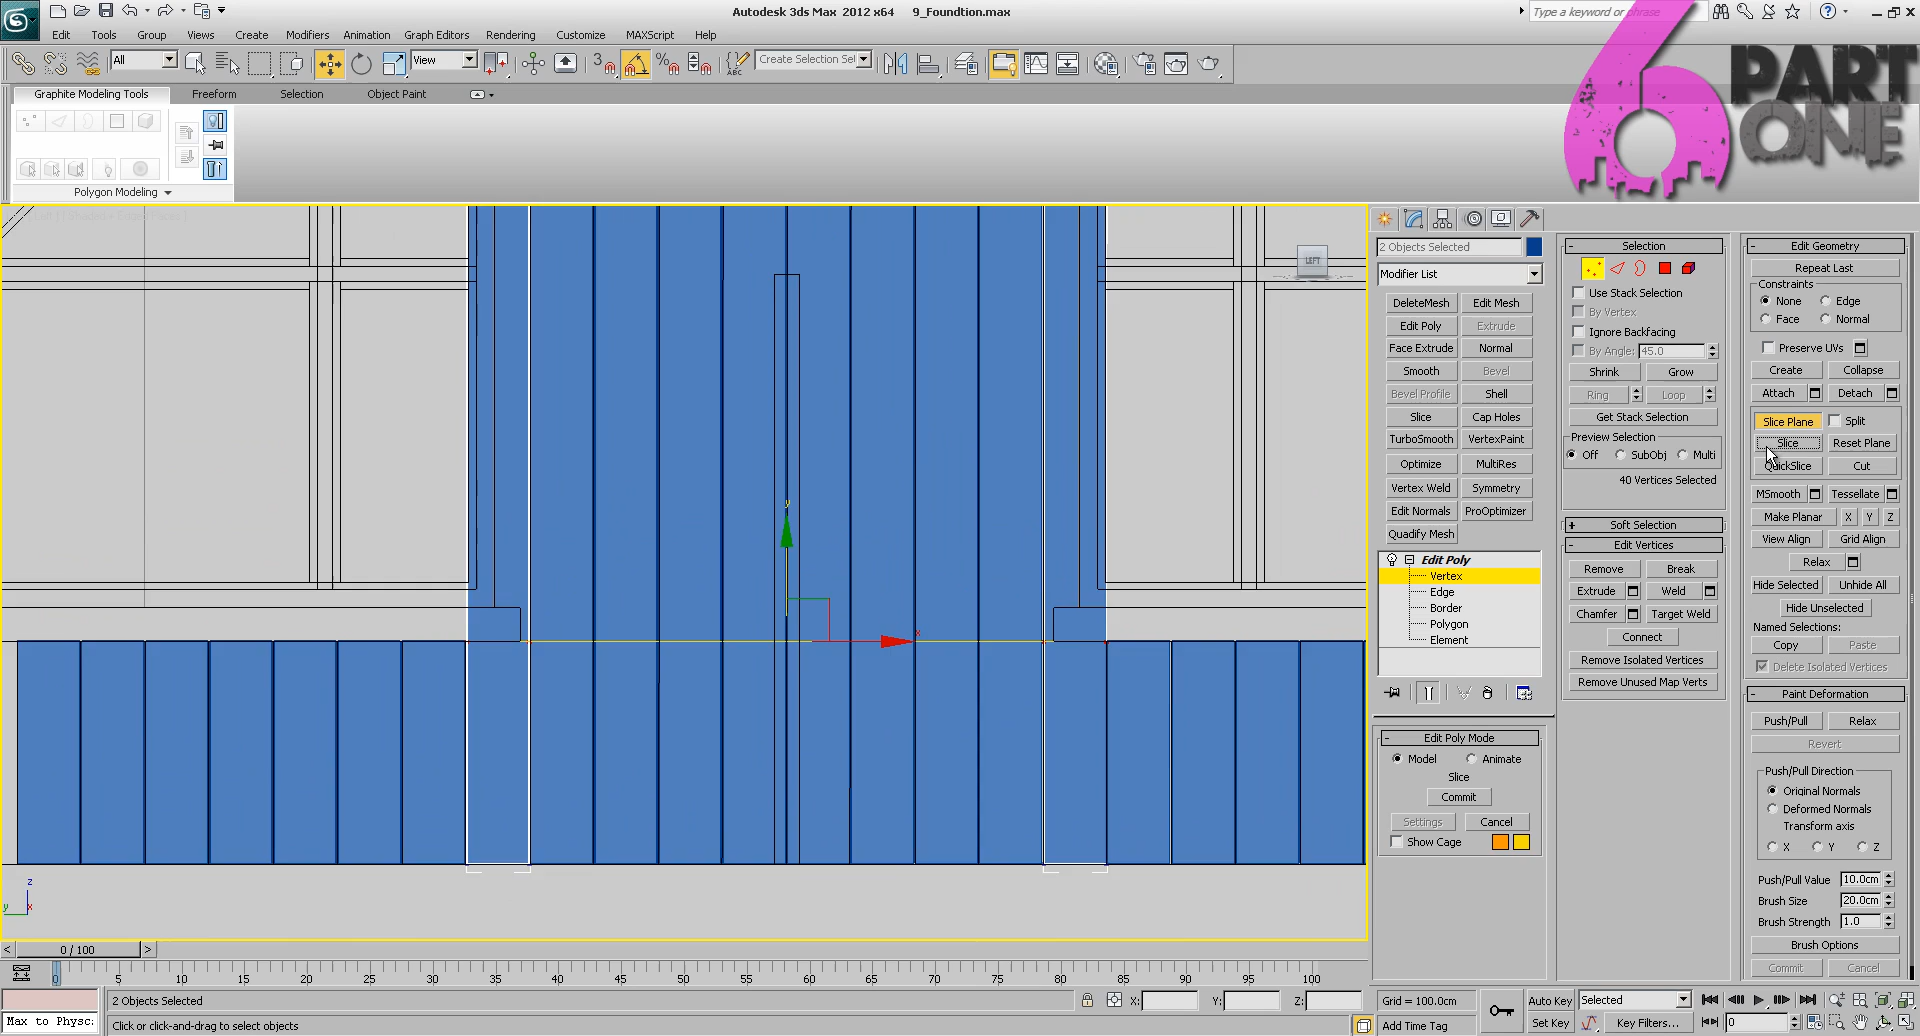 Autodesk 3ds Max 2012 x64 9_Foundtion.max
Type a keyword or phrase
Edit Tools Group Views Create Modifiers Animation Graph Editors Rendering Customize MAXScript Help
All View Create Selection Sel
Graphite Modeling Tools Freeform Selection Object Paint
Polygon Modeling
6 PART ONE
LEFT
y
x
z
y
x
2 Objects Selected
Modifier List
DeleteMesh Edit Mesh
Edit Poly Extrude
Face Extrude Normal
Smooth Bevel
Bevel Profile Shell
Slice Cap Holes
TurboSmooth VertexPaint
Optimize MultiRes
Vertex Weld Symmetry
Edit Normals ProOptimizer
Quadify Mesh
Edit Poly
Vertex
Edge
Border
Polygon
Element
Edit Poly Mode
Model Animate
Slice
Commit
Settings Cancel
Show Cage
Selection
Use Stack Selection
By Vertex
Ignore Backfacing
By Angle: 45.0
Shrink Grow
Ring Loop
Get Stack Selection
Preview Selection
Off SubObj Multi
40 Vertices Selected
Soft Selection
Edit Vertices
Remove Break
Extrude Weld
Chamfer Target Weld
Connect
Remove Isolated Vertices
Remove Unused Map Verts
Edit Geometry
Repeat Last
Constraints
None Edge
Face Normal
Preserve UVs
Create Collapse
Attach Detach
Slice Plane Split
Slice Reset Plane
QuickSlice Cut
MSmooth Tessellate
Make Planar X Y Z
View Align Grid Align
Relax
Hide Selected Unhide All
Hide Unselected
Named Selections:
Copy Paste
Delete Isolated Vertices
Paint Deformation
Push/Pull Relax
Revert
Push/Pull Direction
Original Normals
Deformed Normals
Transform axis
X Y Z
Push/Pull Value 10.0cm
Brush Size 20.0cm
Brush Strength 1.0
Brush Options
Commit Cancel
< 0 / 100 >
0 5 10 15 20 25 30 35 40 45 50 55 60 65 70 75 80 85 90 95 100
2 Objects Selected X: Y: Z: Grid = 100.0cm Auto Key Selected
Max to Physc: Click or click-and-drag to select objects Add Time Tag Set Key Key Filters... 0